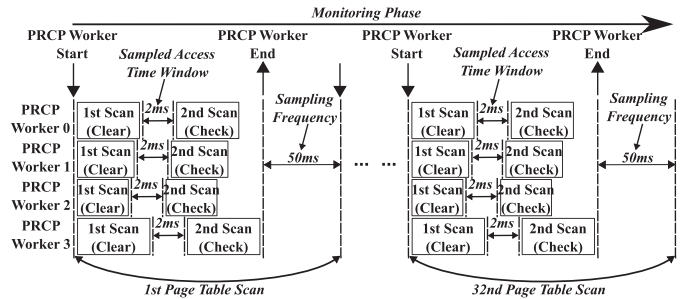 Monitoring Phase
PRCP Worker Start
Sampled Access Time Window
PRCP Worker End
PRCP Worker Start
Sampled Access Time Window
PRCP Worker End
PRCP Worker 0
1st Scan (Clear)
2ms
2nd Scan (Check)
Sampling Frequency
1st Scan (Clear)
2ms
2nd Scan (Check)
Sampling Frequency
PRCP Worker 1
1st Scan (Clear)
2ms
2nd Scan (Check)
50ms
... ...
1st Scan (Clear)
2ms
2nd Scan (Check)
50ms
PRCP Worker 2
1st Scan (Clear)
2ms
2nd Scan (Check)
1st Scan (Clear)
2ms
2nd Scan (Check)
PRCP Worker 3
1st Scan (Clear)
2ms
2nd Scan (Check)
1st Scan (Clear)
2ms
2nd Scan (Check)
1st Page Table Scan
32nd Page Table Scan